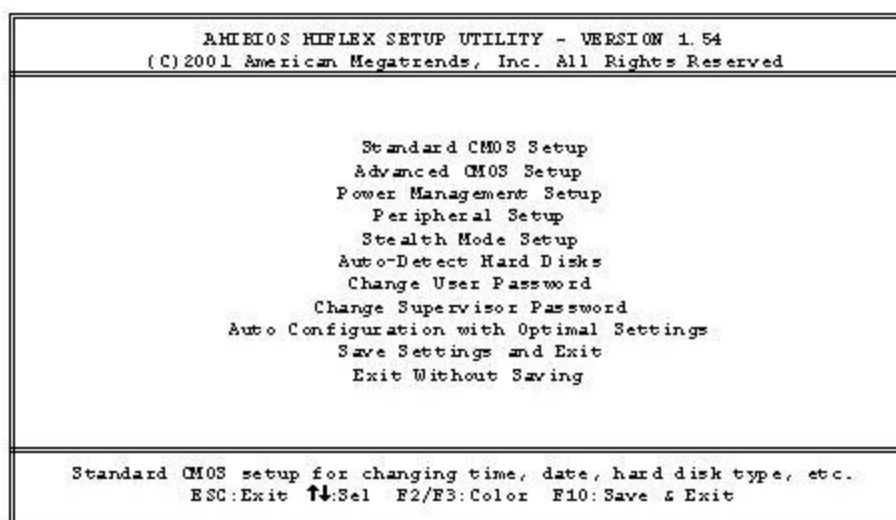 AHIBIOS HIFLEX SETUP UTILITY - VERSION 1.54
(C)2001 American Megatrends, Inc. All Rights Reserved
Standard CMOS Setup
Advanced CMOS Setup
Power Management Setup
Peripheral Setup
Stealth Mode Setup
Auto-Detect Hard Disks
Change User Password
Change Supervisor Password
Auto Configuration with Optimal Settings
Save Settings and Exit
Exit Without Saving
Standard CMOS setup for changing time, date, hard disk type, etc.
ESC:Exit ↑↓:Sel F2/F3:Color F10:Save & Exit